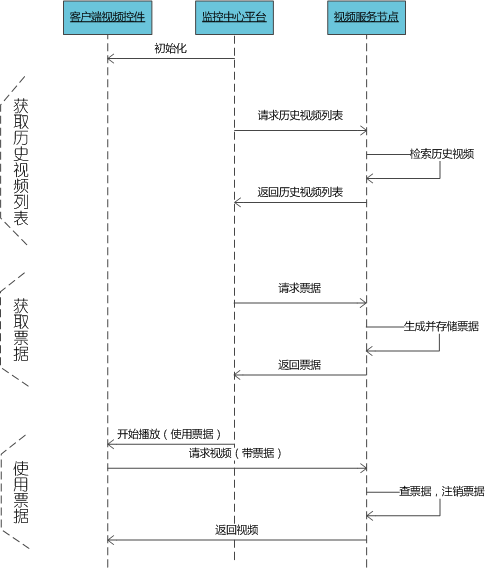 客户端视频控件
监控中心平台
视频服务节点
初始化
获取历史视频列表
请求历史视频列表
检索历史视频
返回历史视频列表
获取票据
请求票据
生成并存储票据
返回票据
使用票据
开始播放（使用票据）
请求视频（带票据）
查票据，注销票据
返回视频